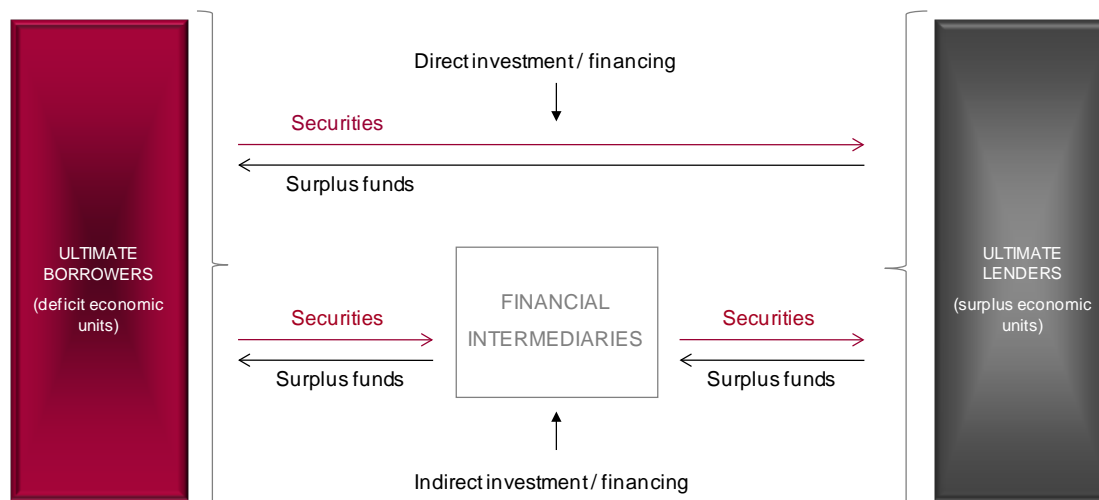 Direct investment / financing
Securities
Surplus funds
ULTIMATE
BORROWERS
(deficit economic
units)
FINANCIAL
INTERMEDIARIES
ULTIMATE
LENDERS
(surplus economic
units)
Securities
Surplus funds
Securities
Surplus funds
Indirect investment / financing